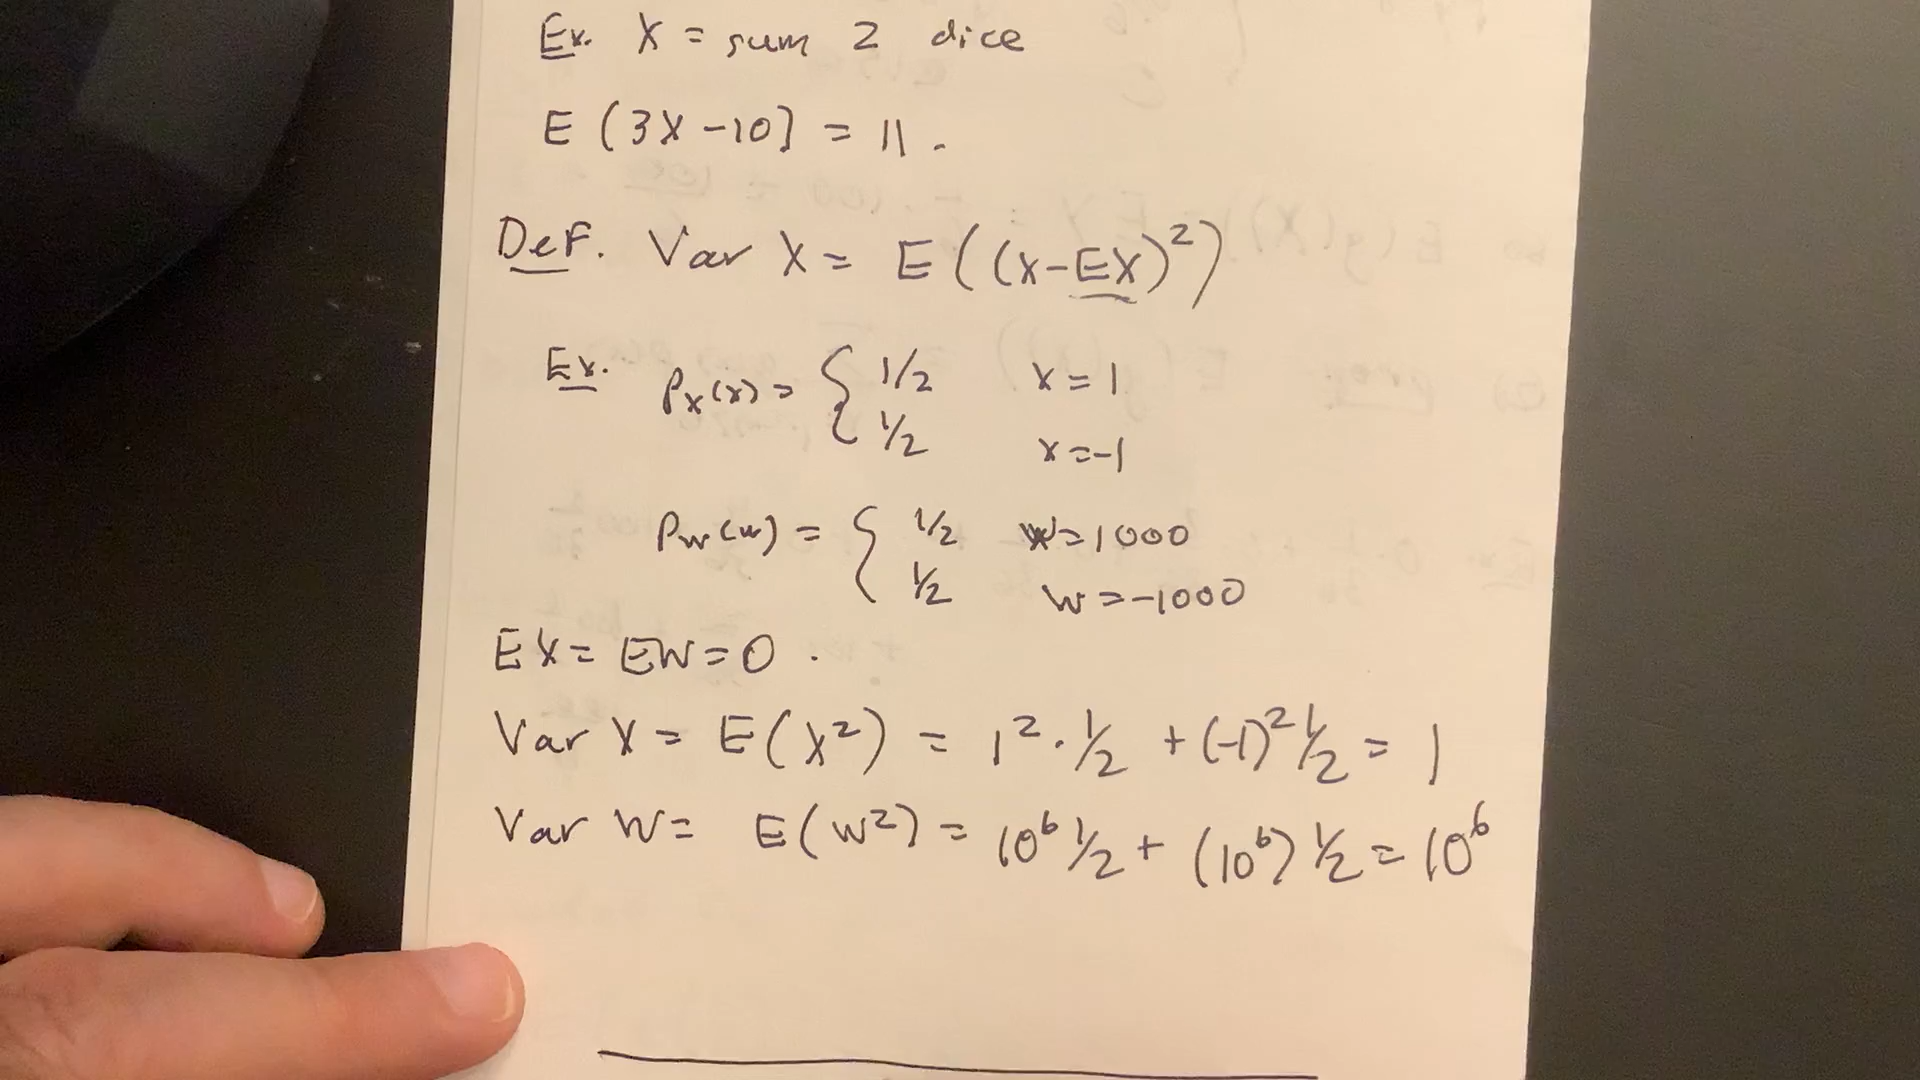 Ex. X = sum 2 dice
E (3X - 10] = 11.
Def. Var X = E((X-EX)²)
Ex. Pₓ(x) = { 1/2 x = 1
1/2 x = -1
P_W(w) = { 1/2 W = 1000
1/2 W = -1000
EX = EW = 0.
Var X = E(X²) = 1² · 1/2 + (-1)² 1/2 = 1
Var W = E(W²) = 10⁶ 1/2 + (10⁶) 1/2 = 10⁶